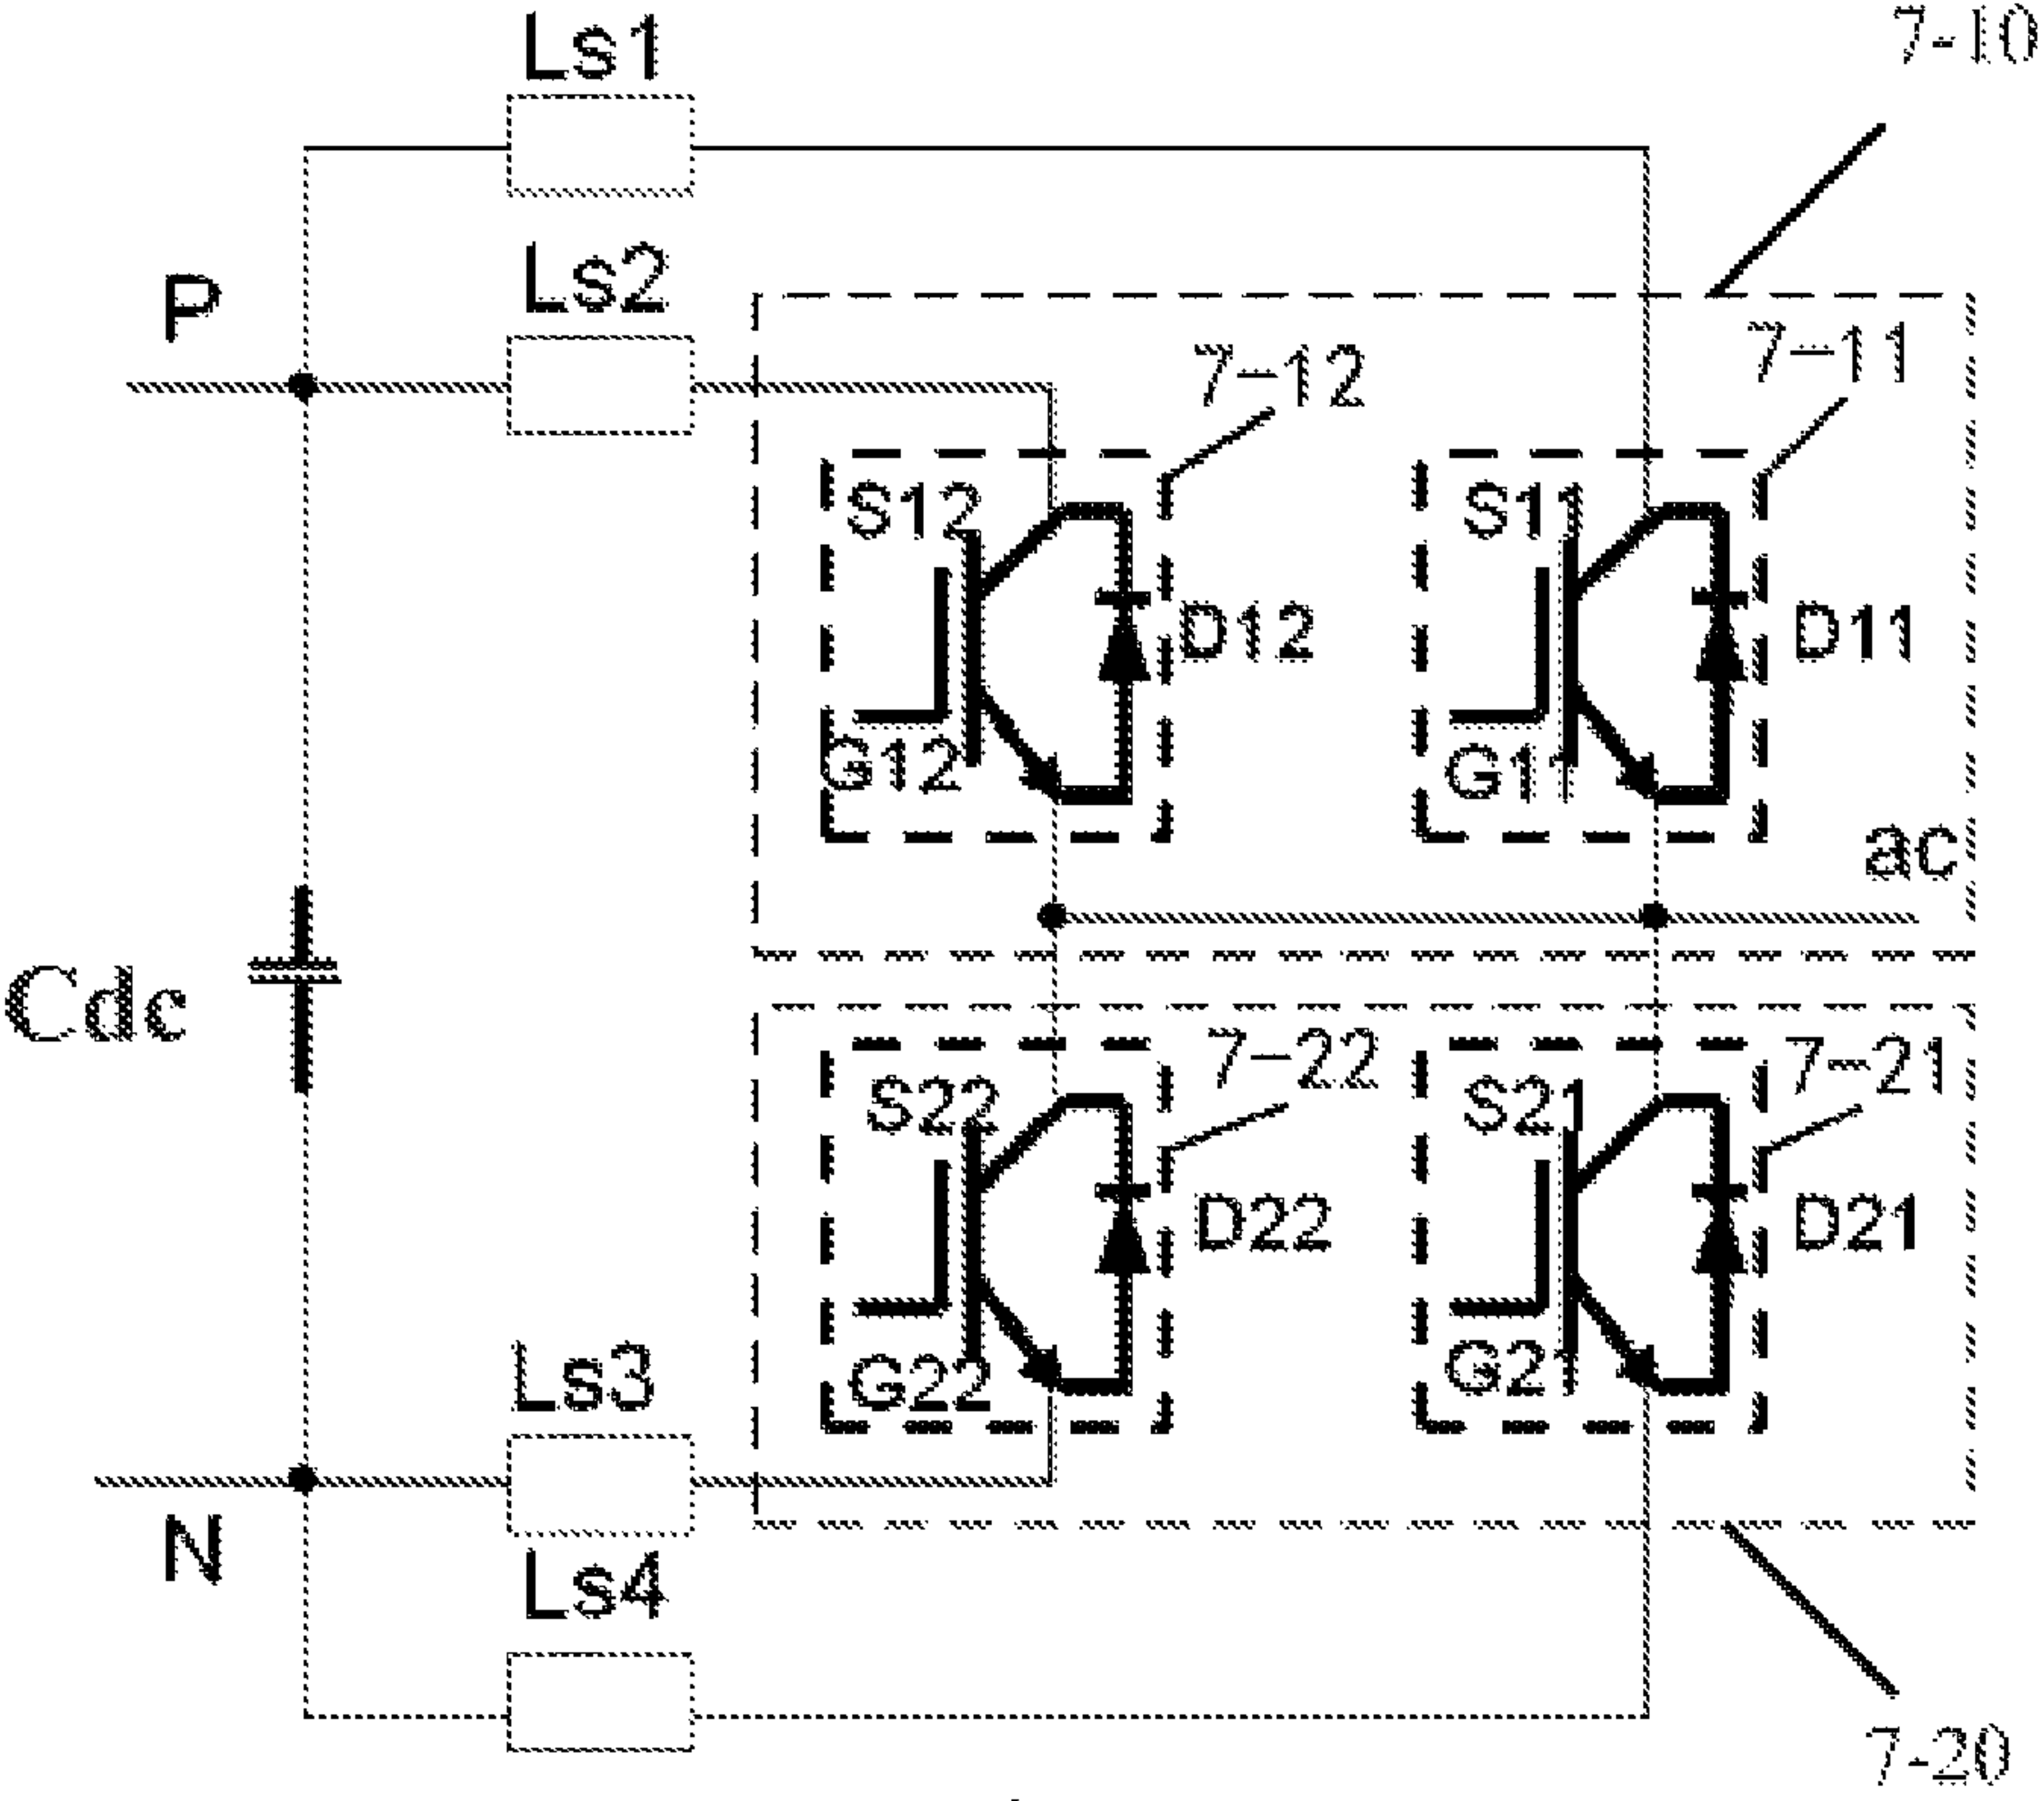 Ls1
7-10
Ls2
P
7-12
7-11
S12
S11
D12
D11
G12
G11
ac
Cdc
7-22
7-21
S22
S21
D22
D21
G22
G21
Ls3
N
Ls4
7-20